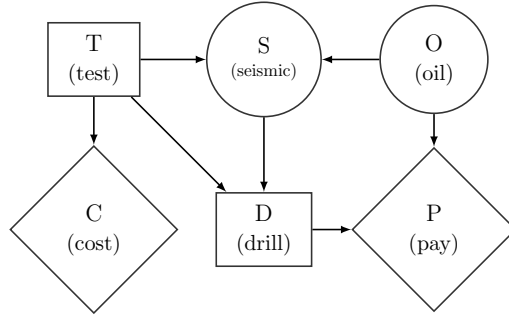 T
(test)
S
(seismic)
O
(oil)
C
(cost)
D
(drill)
P
(pay)